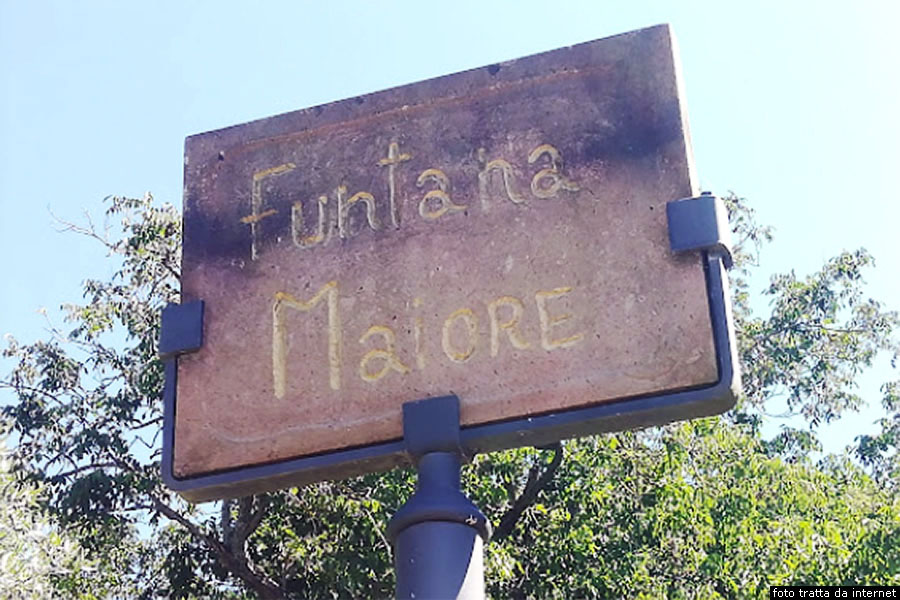 Funtana
MaiORE
foto tratta da internet